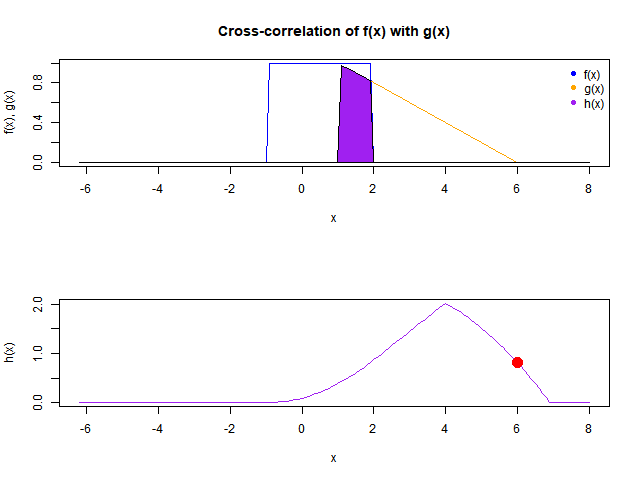 Cross-correlation of f(x) with g(x)
f(x), g(x)
0.8
0.4
0.0
f(x)
g(x)
h(x)
-6 -4 -2 0 2 4 6 8
x
h(x)
2.0
1.0
0.0
-6 -4 -2 0 2 4 6 8
x